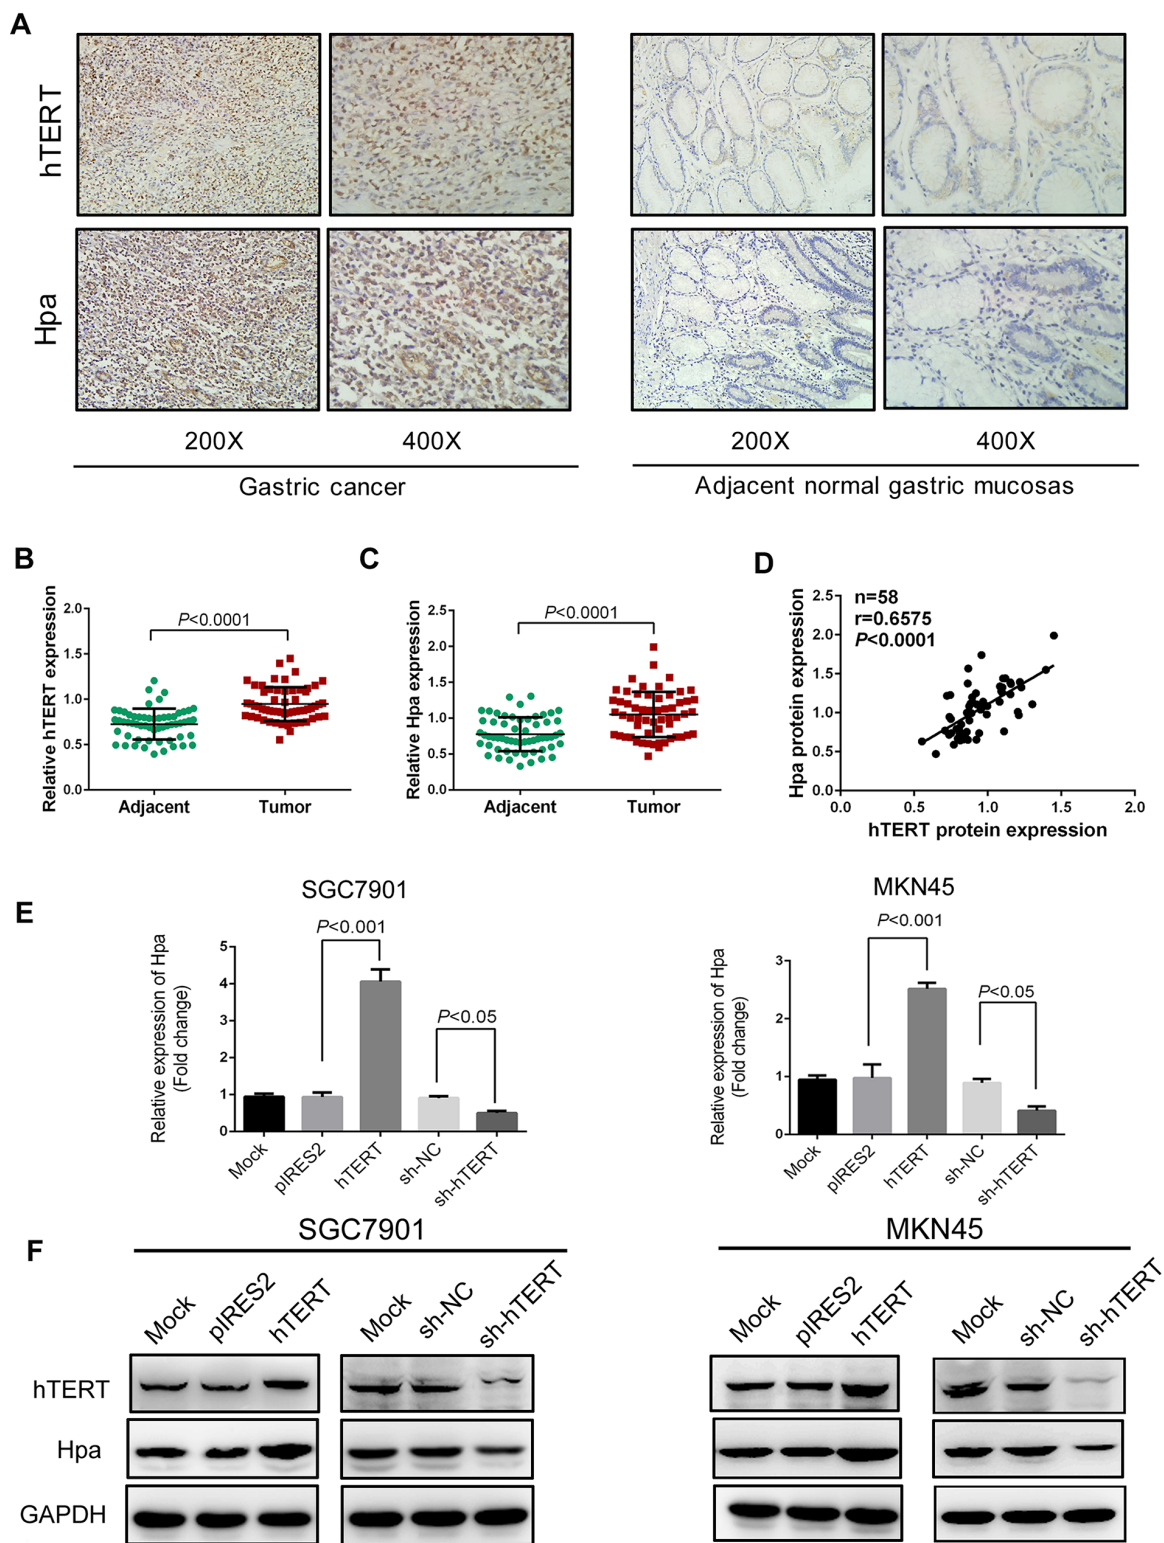 A
hTERT
Hpa
200X 400X 200X 400X
Gastric cancer Adjacent normal gastric mucosas
B
Relative hTERT expression
2.0
1.5
1.0
0.5
0.0
P<0.0001
Adjacent Tumor
C
Relative Hpa expression
2.5
2.0
1.5
1.0
0.5
0.0
P<0.0001
Adjacent Tumor
D
Hpa protein expression
2.5
2.0
1.5
1.0
0.5
0.0
n=58
r=0.6575
P<0.0001
0.0 0.5 1.0 1.5 2.0
hTERT protein expression
E
SGC7901
Relative expression of Hpa
(Fold change)
5
4
3
2
1
0
P<0.001
P<0.05
Mock pIRES2 hTERT sh-NC sh-hTERT
MKN45
Relative expression of Hpa
(Fold change)
3
2
1
0
P<0.001
P<0.05
Mock pIRES2 hTERT sh-NC sh-hTERT
F
SGC7901 MKN45
Mock pIRES2 hTERT Mock sh-NC sh-hTERT Mock pIRES2 hTERT Mock sh-NC sh-hTERT
hTERT
Hpa
GAPDH